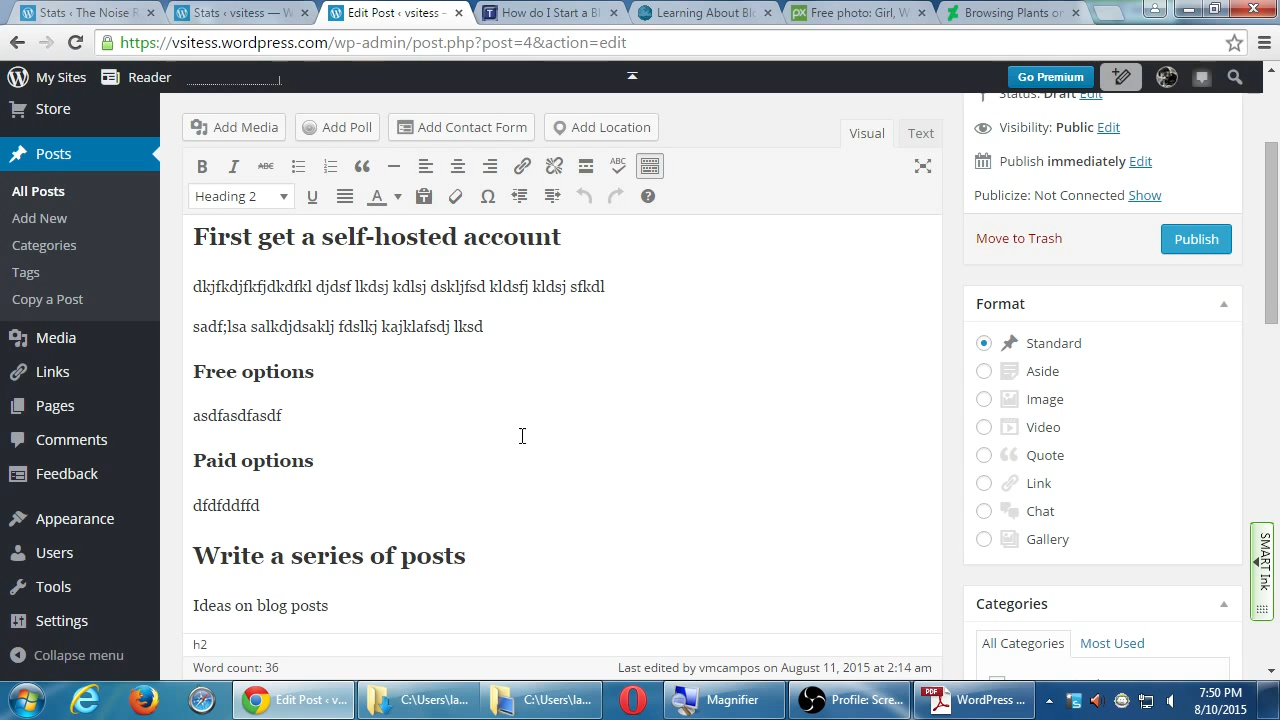 Stats ‹ The Noise R
Stats ‹ vsitess — W
Edit Post ‹ vsitess –
How do I Start a Bl
Learning About Blo
Free photo: Girl, W
Browsing Plants on
https://vsitess.wordpress.com/wp-admin/post.php?post=4&action=edit
My Sites
Reader
Go Premium
Store
Posts
All Posts
Add New
Categories
Tags
Copy a Post
Media
Links
Pages
Comments
Feedback
Appearance
Users
Tools
Settings
Collapse menu
Add Media
Add Poll
Add Contact Form
Add Location
Visual
Text
B I ABC
ABC
Heading 2
U
A
Ω
First get a self-hosted account
dkjfkdjfkfjdkdfkl djdsf lkdsj kdlsj dskljfsd kldsfj kldsj sfkdl
sadf;lsa salkdjdsaklj fdslkj kajklafsdj lksd
Free options
asdfasdfasdf
Paid options
dfdfddffd
Write a series of posts
Ideas on blog posts
h2
Word count: 36
Last edited by vmcampos on August 11, 2015 at 2:14 am
Status: Draft Edit
Visibility: Public Edit
Publish immediately Edit
Publicize: Not Connected Show
Move to Trash
Publish
Format
Standard
Aside
Image
Video
Quote
Link
Chat
Gallery
Categories
All Categories
Most Used
SMART Ink
Edit Post ‹ v...
C:\Users\la...
C:\Users\la...
Magnifier
Profile: Scre...
PDF
WordPress ...
7:50 PM
8/10/2015